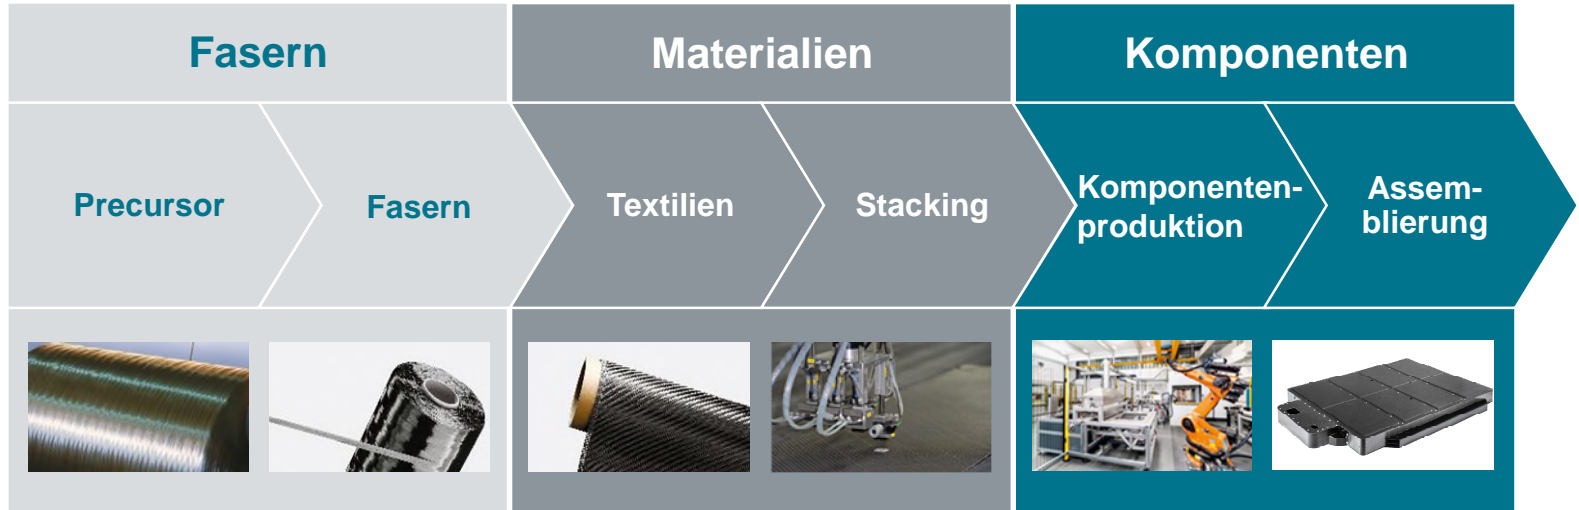 Fasern
Materialien
Komponenten
Precursor
Fasern
Textilien
Stacking
Komponenten-
produktion
Assem-
blierung